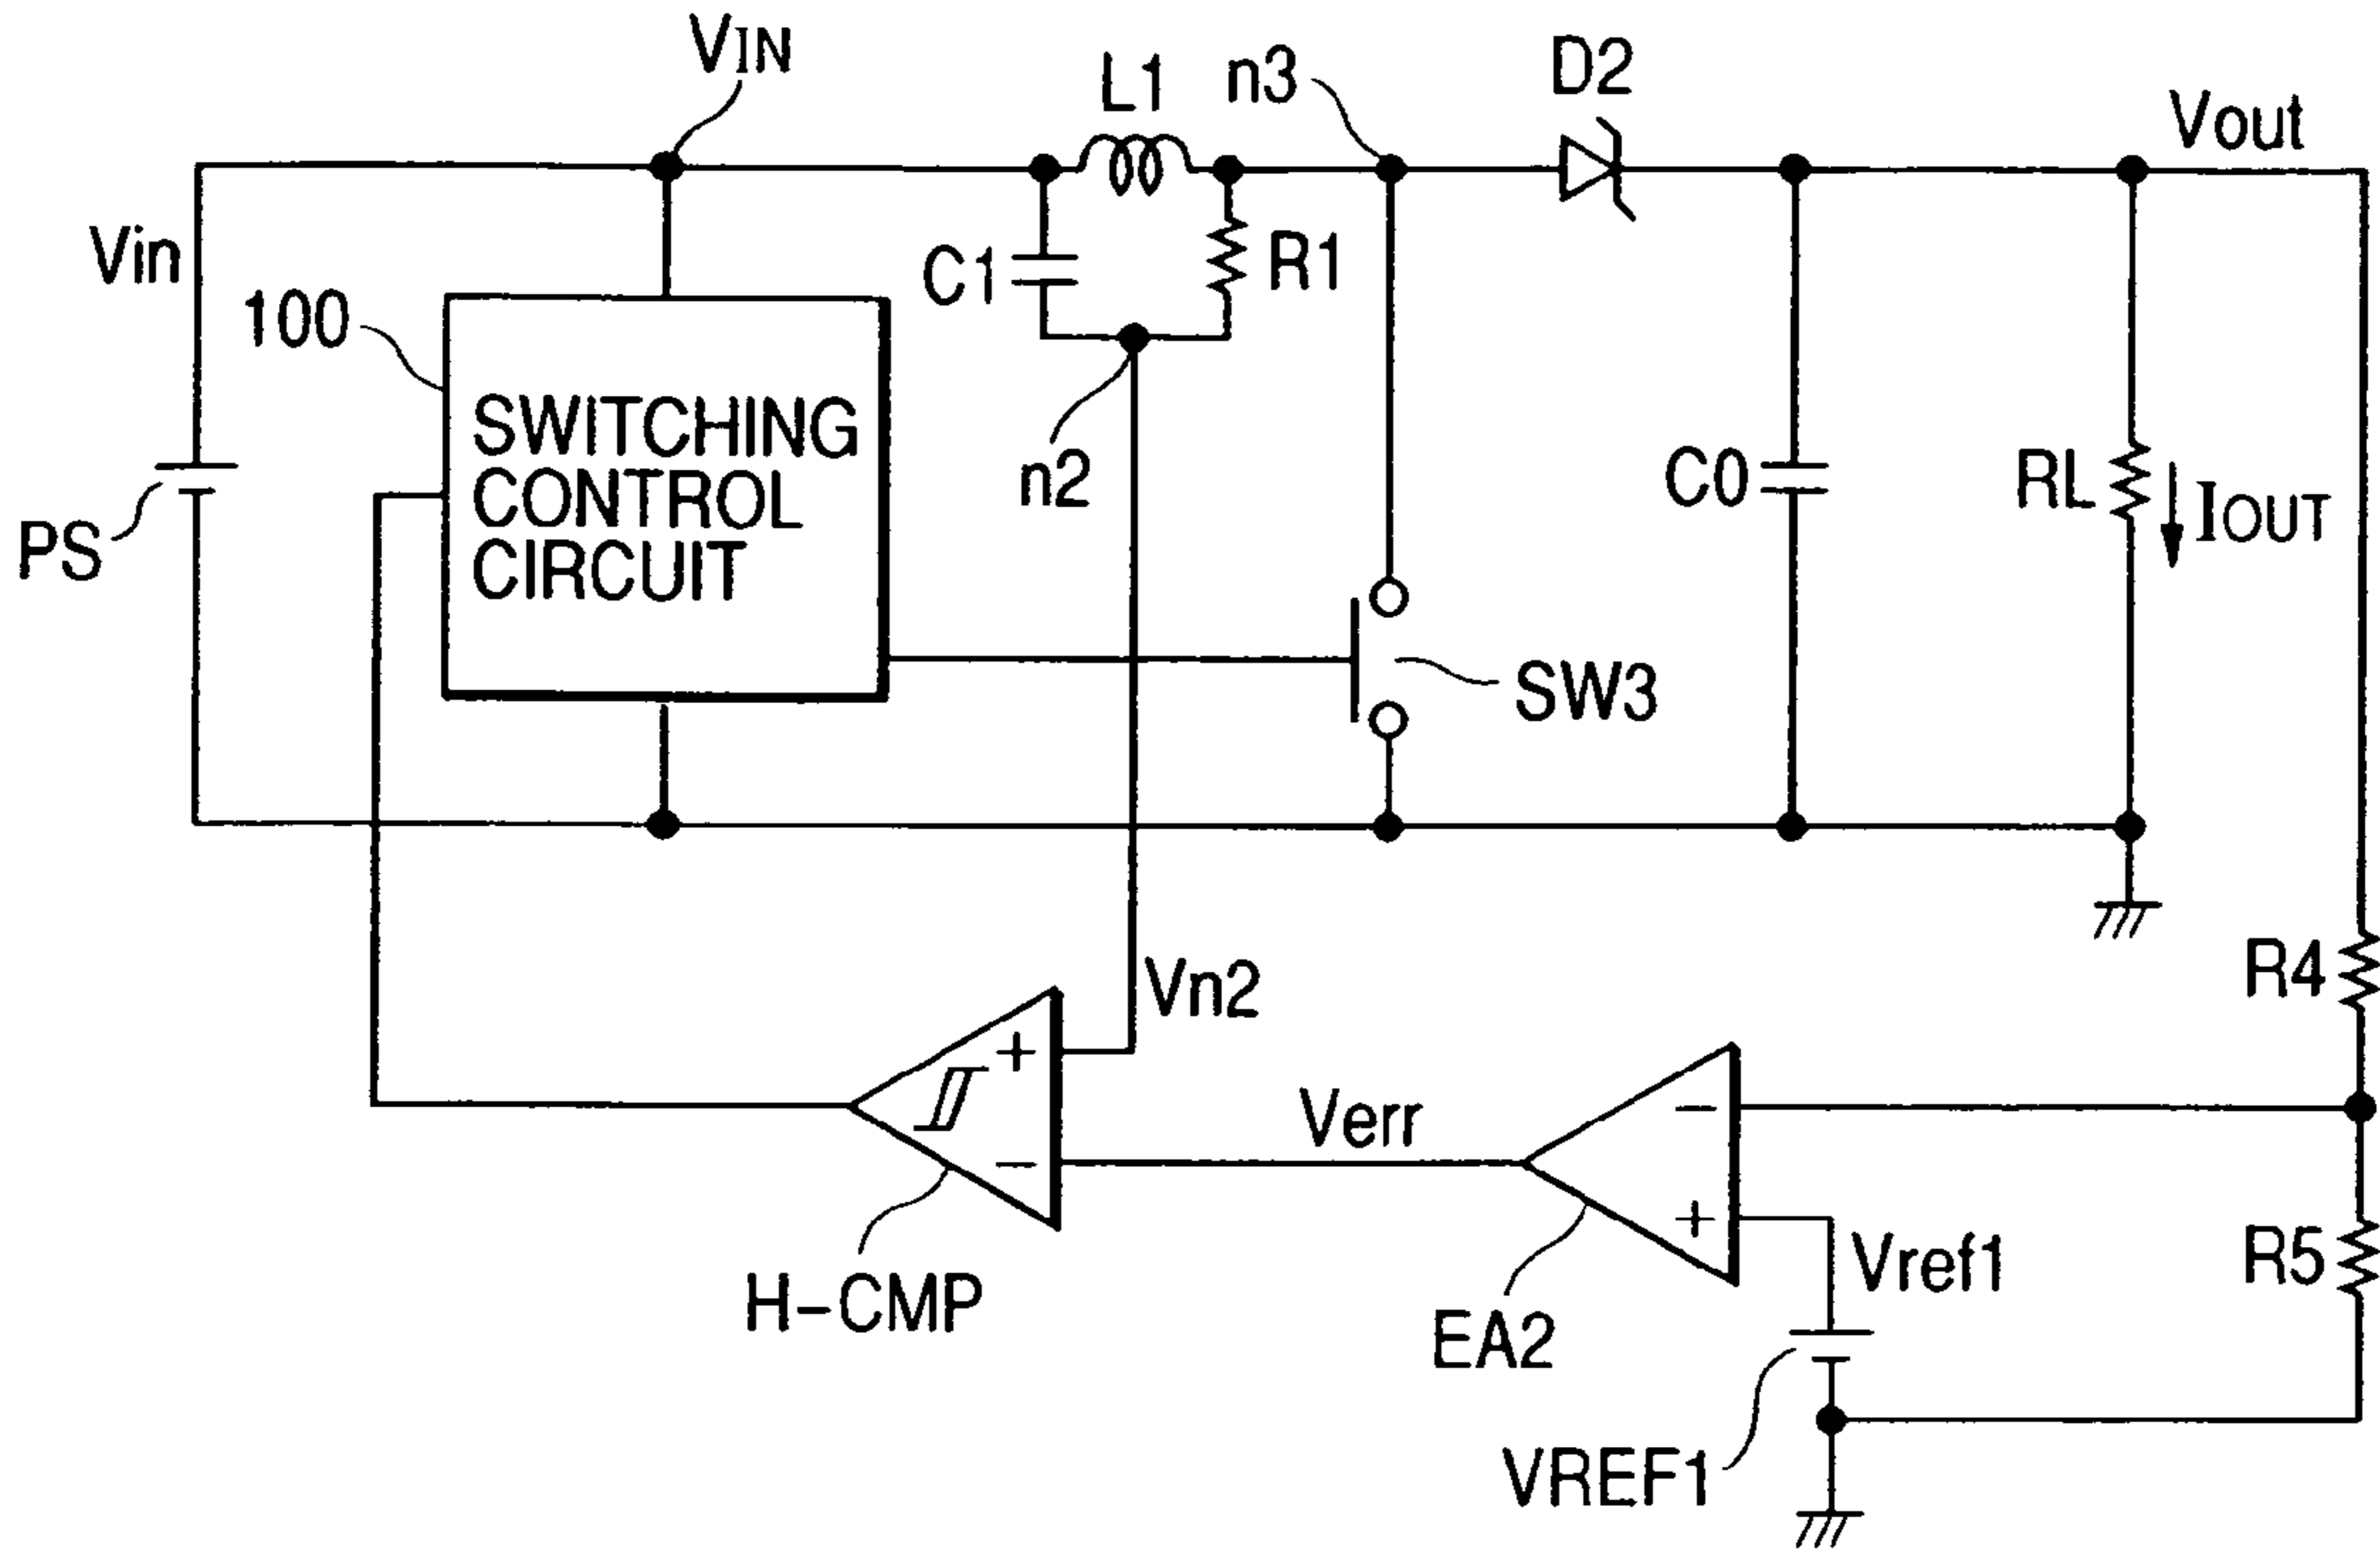 VIN
L1
n3
D2
Vout
Vin
100
C1
R1
SWITCHING
CONTROL
CIRCUIT
n2
C0
RL
IOUT
PS
SW3
Vn2
R4
+
−
Verr
−
+
H-CMP
EA2
Vref1
R5
VREF1